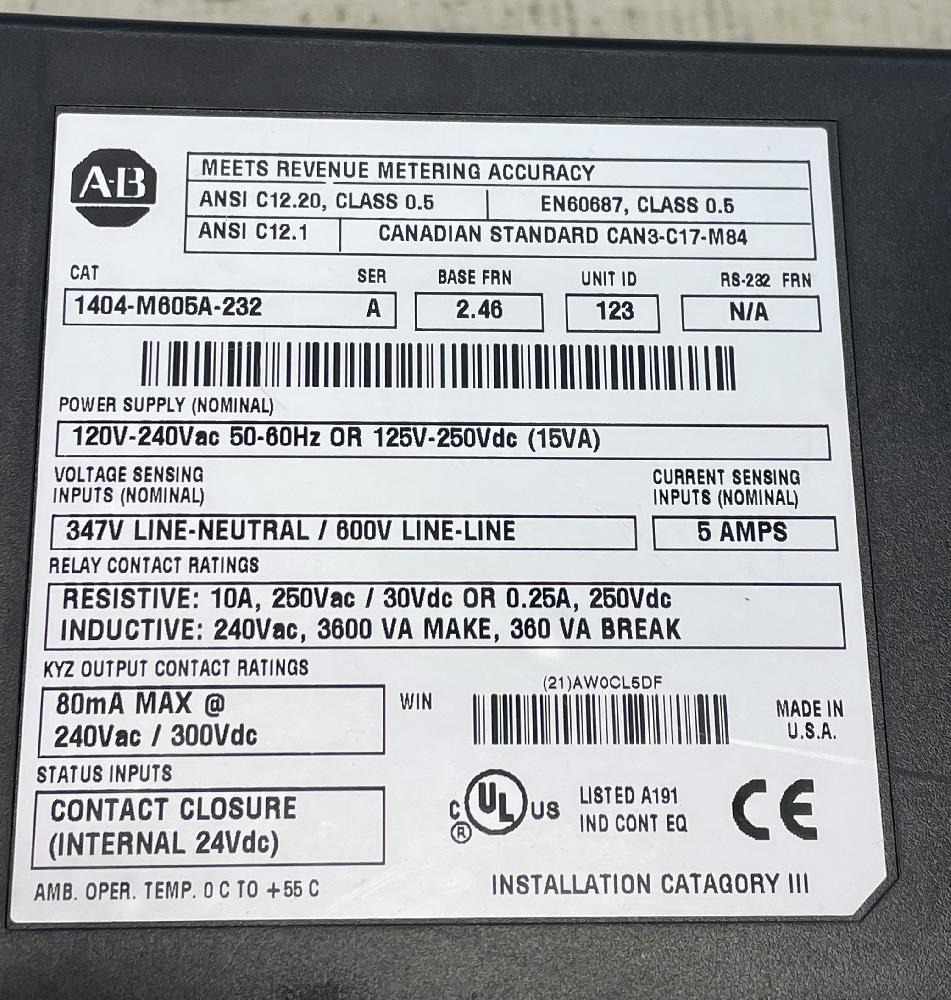 A-B
MEETS REVENUE METERING ACCURACY
ANSI C12.20, CLASS 0.5 EN60687, CLASS 0.5
ANSI C12.1 CANADIAN STANDARD CAN3-C17-M84
CAT SER BASE FRN UNIT ID RS-232 FRN
1404-M605A-232 A 2.46 123 N/A
POWER SUPPLY (NOMINAL)
120V-240Vac 50-60Hz OR 125V-250Vdc (15VA)
VOLTAGE SENSING
INPUTS (NOMINAL)
CURRENT SENSING
INPUTS (NOMINAL)
347V LINE-NEUTRAL / 600V LINE-LINE 5 AMPS
RELAY CONTACT RATINGS
RESISTIVE: 10A, 250Vac / 30Vdc OR 0.25A, 250Vdc
INDUCTIVE: 240Vac, 3600 VA MAKE, 360 VA BREAK
KYZ OUTPUT CONTACT RATINGS
80mA MAX @
240Vac / 300Vdc
WIN
(21)AW0CL5DF
MADE IN
U.S.A.
STATUS INPUTS
CONTACT CLOSURE
(INTERNAL 24Vdc)
C UL US ®
LISTED A191
IND CONT EQ
CE
AMB. OPER. TEMP. 0 C TO +55 C
INSTALLATION CATAGORY III